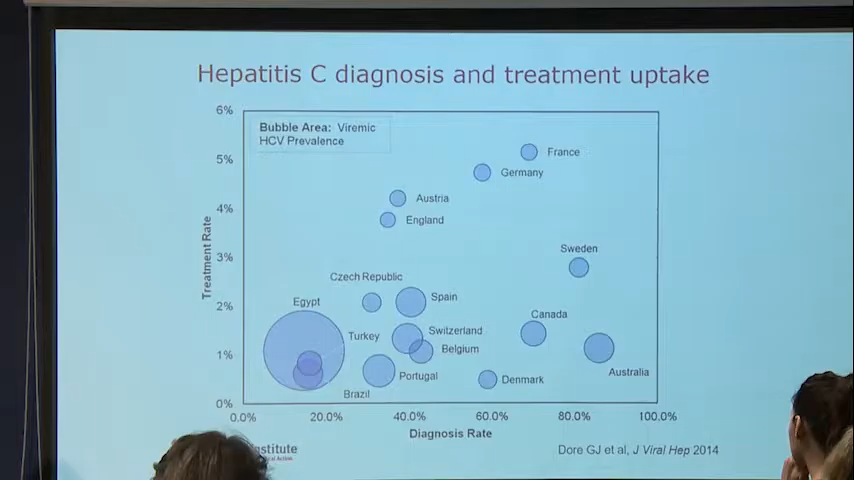 Hepatitis C diagnosis and treatment uptake
6%
Bubble Area: Viremic
HCV Prevalence
5%
France
Germany
4%
Austria
England
Treatment Rate
3%
Sweden
Czech Republic
2%
Egypt
Spain
Canada
Turkey
Switzerland
1%
Belgium
Australia
Portugal
Denmark
Brazil
0%
0.0% 20.0% 40.0% 60.0% 80.0% 100.0%
Diagnosis Rate
Dore GJ et al, J Viral Hep 2014